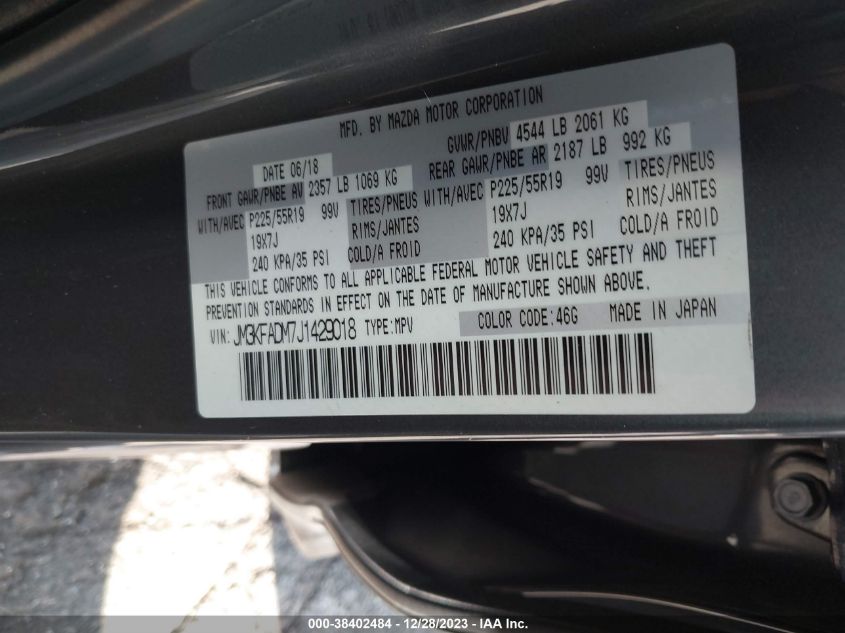 MFD. BY MAZDA MOTOR CORPORATION
DATE 06/18 GVWR/PNBV 4544 LB 2061 KG
FRONT GAWR/PNBE AV 2357 LB 1069 KG REAR GAWR/PNBE AR 2187 LB 992 KG
WITH/AVEC P225/55R19 99V TIRES/PNEUS WITH/AVEC P225/55R19 99V TIRES/PNEUS
19X7J RIMS/JANTES 19X7J RIMS/JANTES
240 KPA/35 PSI COLD/A FROID 240 KPA/35 PSI COLD/A FROID
THIS VEHICLE CONFORMS TO ALL APPLICABLE FEDERAL MOTOR VEHICLE SAFETY AND THEFT
PREVENTION STANDARDS IN EFFECT ON THE DATE OF MANUFACTURE SHOWN ABOVE.
VIN: JM3KFADM7J1429018 TYPE:MPV COLOR CODE:46G MADE IN JAPAN
000-38402484 - 12/28/2023 - IAA Inc.